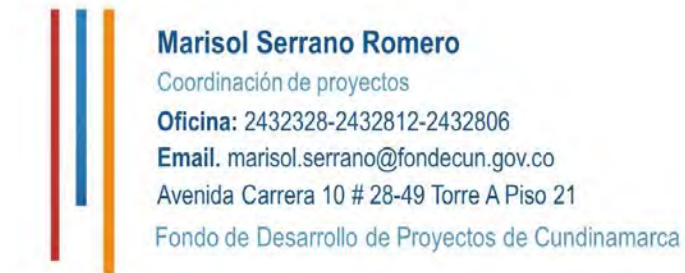 Marisol Serrano Romero
Coordinación de proyectos
Oficina: 2432328-2432812-2432806
Email. marisol.serrano@fondecun.gov.co
Avenida Carrera 10 # 28-49 Torre A Piso 21
Fondo de Desarrollo de Proyectos de Cundinamarca